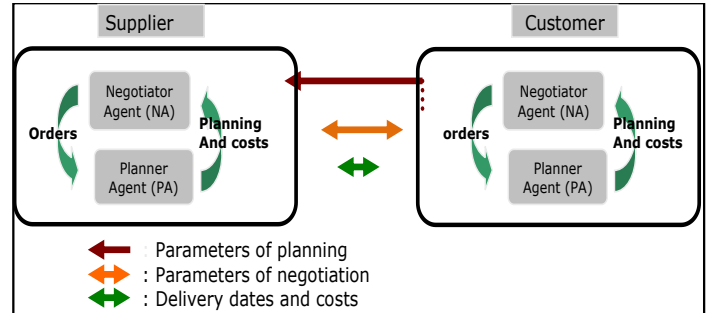 Supplier
Customer
Negotiator
Agent (NA)
Orders
Planning
And costs
Planner
Agent (PA)
Negotiator
Agent (NA)
orders
Planning
And costs
Planner
Agent (PA)
: Parameters of planning
: Parameters of negotiation
: Delivery dates and costs